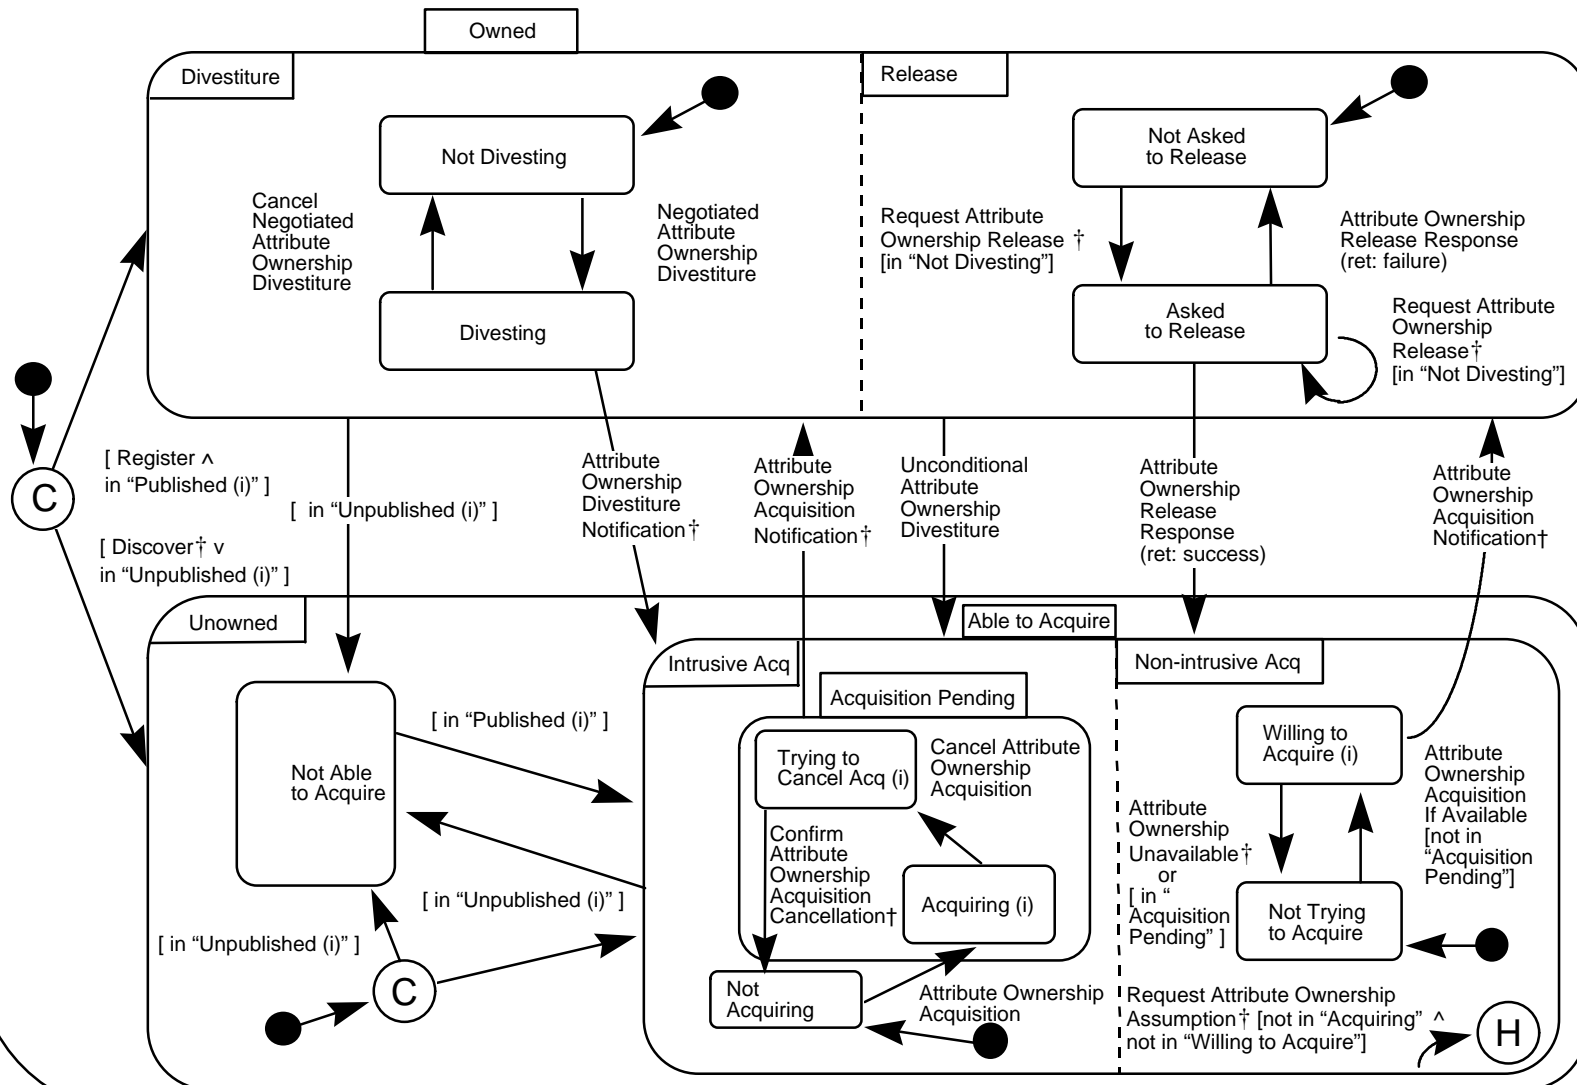 Owned
Divestiture
Release
Not Divesting
Not Asked
to Release
Cancel
Negotiated
Attribute
Ownership
Divestiture
Negotiated
Attribute
Ownership
Divestiture
Request Attribute
Ownership Release †
[in “Not Divesting”]
Attribute Ownership
Release Response
(ret: failure)
Divesting
Asked
to Release
Request Attribute
Ownership
Release†
[in “Not Divesting”]
C
[ Register ^
in “Published (i)” ]
[ Discover† v
in “Unpublished (i)” ]
[ in “Unpublished (i)” ]
Attribute
Ownership
Divestiture
Notification†
Attribute
Ownership
Acquisition
Notification†
Unconditional
Attribute
Ownership
Divestiture
Attribute
Ownership
Release
Response
(ret: success)
Attribute
Ownership
Acquisition
Notification†
Unowned
Able to Acquire
Intrusive Acq
Non-intrusive Acq
Acquisition Pending
Not Able
to Acquire
[ in “Published (i)” ]
[ in “Unpublished (i)” ]
[ in “Unpublished (i)” ]
C
Trying to
Cancel Acq (i)
Cancel Attribute
Ownership
Acquisition
Confirm
Attribute
Ownership
Acquisition
Cancellation†
Acquiring (i)
Not
Acquiring
Attribute Ownership
Acquisition
Willing to
Acquire (i)
Attribute
Ownership
Unavailable†
or
[ in “
Acquisition
Pending” ]
Attribute
Ownership
Acquisition
If Available
[not in
“Acquisition
Pending”]
Not Trying
to Acquire
Request Attribute Ownership
Assumption† [not in “Acquiring” ^
not in “Willing to Acquire”]
H